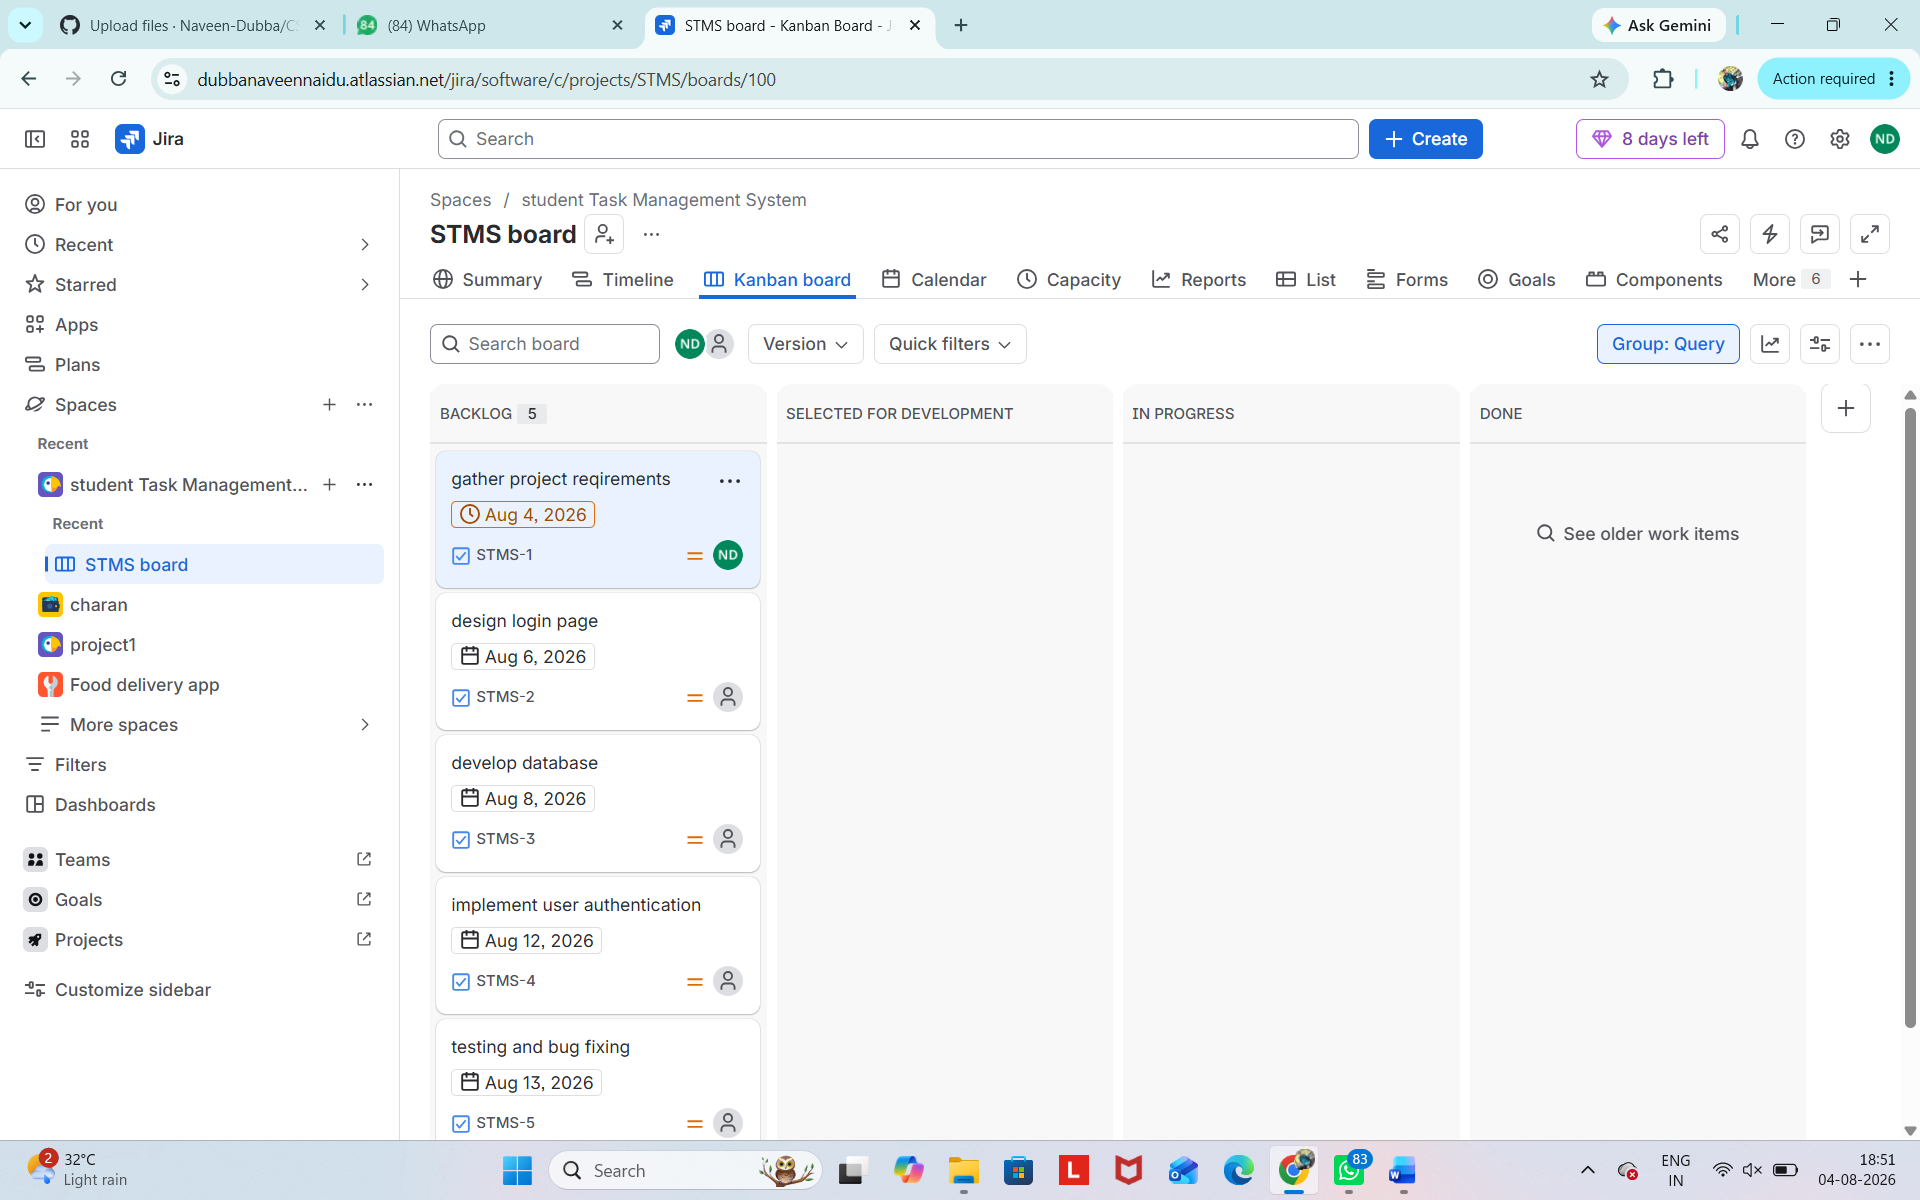 Upload files · Naveen-Dubba/CS
84
(84) WhatsApp
STMS board - Kanban Board - J
Ask Gemini
dubbanaveennaidu.atlassian.net/jira/software/c/projects/STMS/boards/100
Action required
Jira
Search
Create
8 days left
ND
For you
Recent
Starred
Apps
Plans
Spaces
Recent
student Task Management...
Recent
STMS board
charan
project1
Food delivery app
More spaces
Filters
Dashboards
Teams
Goals
Projects
Customize sidebar
Spaces / student Task Management System
STMS board
Summary
Timeline
Kanban board
Calendar
Capacity
Reports
List
Forms
Goals
Components
More 6
Search board
ND
Version
Quick filters
Group: Query
BACKLOG 5
gather project reqirements
Aug 4, 2026
STMS-1
ND
design login page
Aug 6, 2026
STMS-2
develop database
Aug 8, 2026
STMS-3
implement user authentication
Aug 12, 2026
STMS-4
testing and bug fixing
Aug 13, 2026
STMS-5
SELECTED FOR DEVELOPMENT
IN PROGRESS
DONE
See older work items
2
32°C
Light rain
Search
L
83
W
ENG
IN
18:51
04-08-2026